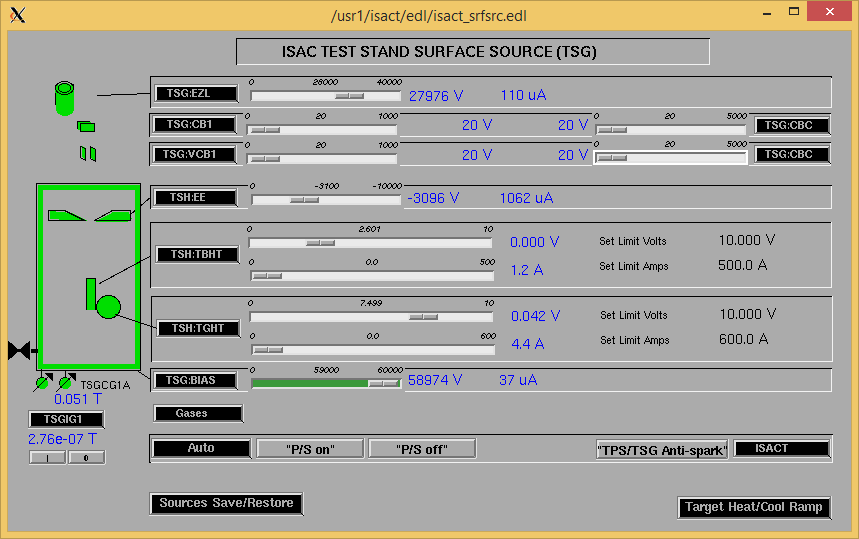 /usr1/isact/edl/isact_srfsrc.edl
ISAC TEST STAND SURFACE SOURCE (TSG)
TSG:EZL 0 28000 40000 27976 V 110 uA
TSG:CB1 0 20 1000 20 V 20 V 0 20 5000 TSG:CBC
TSG:VCB1 0 20 1000 20 V 20 V 0 20 5000 TSG:CBC
TSH:EE 0 -3100 -10000 -3096 V 1062 uA
TSH:TBHT
0 2.601 10 0.000 V Set Limit Volts 10.000 V
0 0.0 500 1.2 A Set Limit Amps 500.0 A
TSH:TGHT
0 7.499 10 0.042 V Set Limit Volts 10.000 V
0 0.0 600 4.4 A Set Limit Amps 600.0 A
TSG:BIAS 0 59000 60000 58974 V 37 uA
TSGCG1A
0.051 T
TSGIG1
2.76e-07 T
I 0
Gases
Auto "P/S on" "P/S off" "TPS/TSG Anti-spark" ISACT
Sources Save/Restore
Target Heat/Cool Ramp